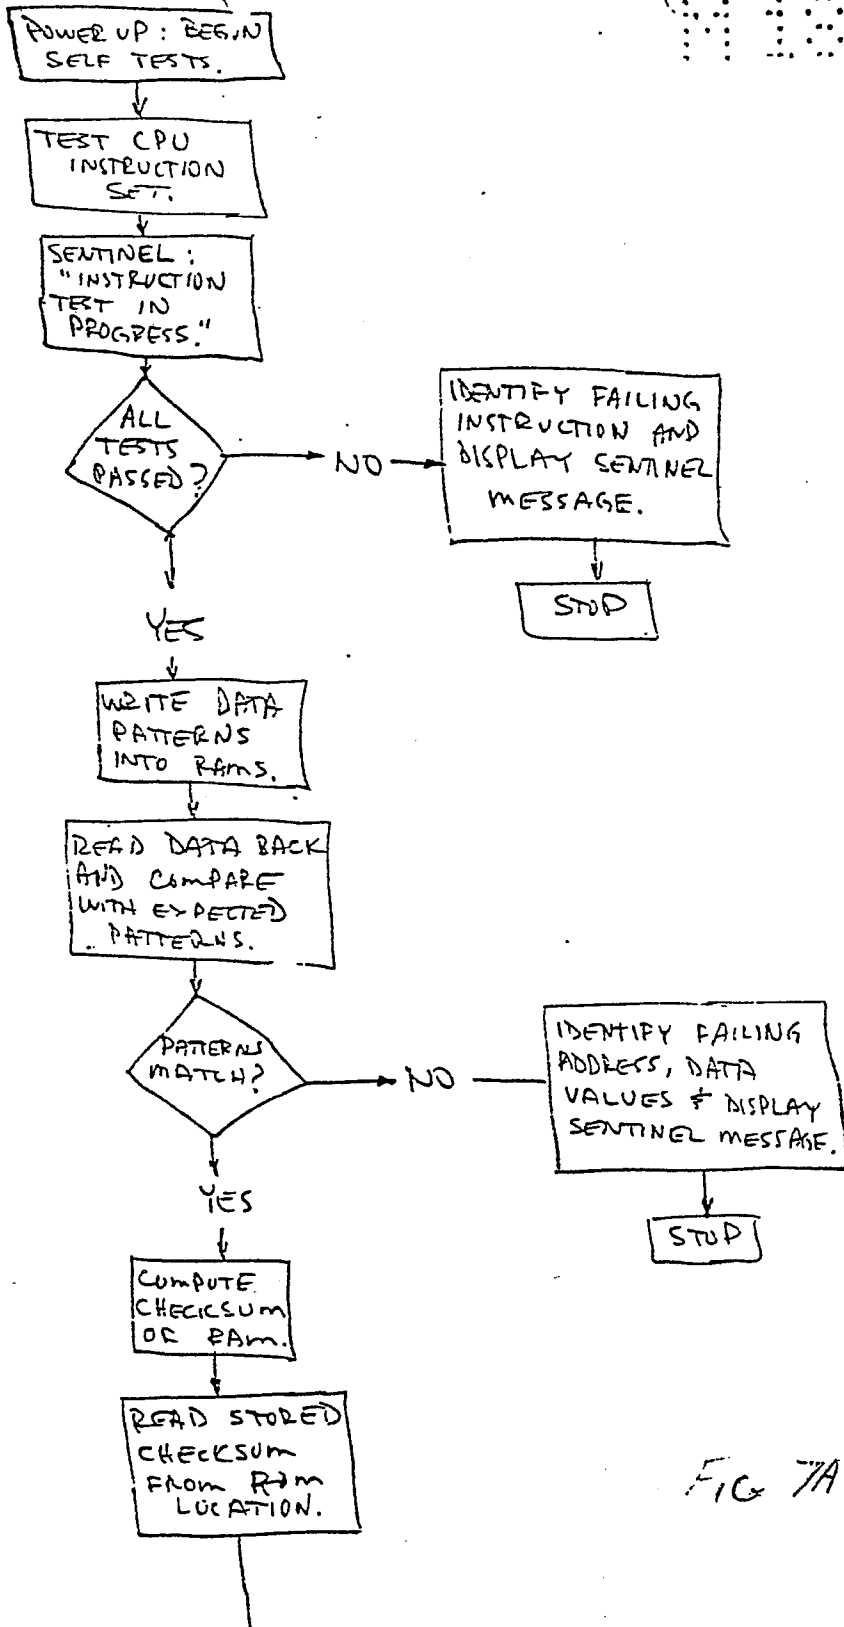 POWER UP : BEGIN
SELF TESTS.
TEST CPU
INSTRUCTION
SET.
SENTINEL :
"INSTRUCTION
TEST IN
PROGRESS."
ALL
TESTS
PASSED?
NO
IDENTIFY FAILING
INSTRUCTION AND
DISPLAY SENTINEL
MESSAGE.
STOP
YES
WRITE DATA
PATTERNS
INTO RAMS.
READ DATA BACK
AND COMPARE
WITH EXPECTED
PATTERNS.
PATTERNS
MATCH?
NO
IDENTIFY FAILING
ADDRESS, DATA
VALUES & DISPLAY
SENTINEL MESSAGE.
STOP
YES
COMPUTE
CHECKSUM
OF RAM.
READ STORED
CHECKSUM
FROM
LOCATION.
FIG 7A